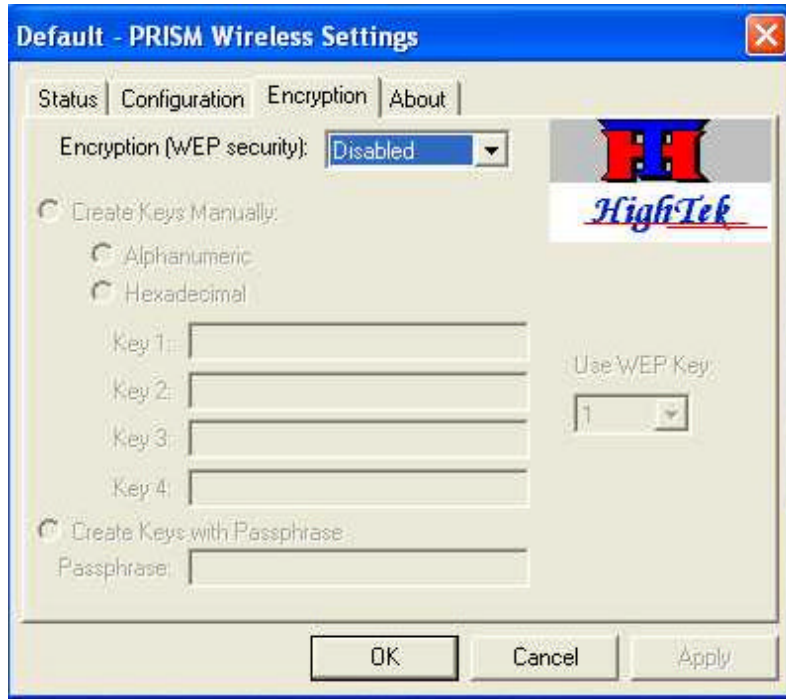 Default - PRISM Wireless Settings
Status Configuration Encryption About
Encryption (WEP security): Disabled
HighTek
Create Keys Manually:
Alphanumeric
Hexadecimal
Key 1:
Use WEP Key:
Key 2:
1
Key 3:
Key 4:
Create Keys with Passphrase
Passphrase:
OK Cancel Apply